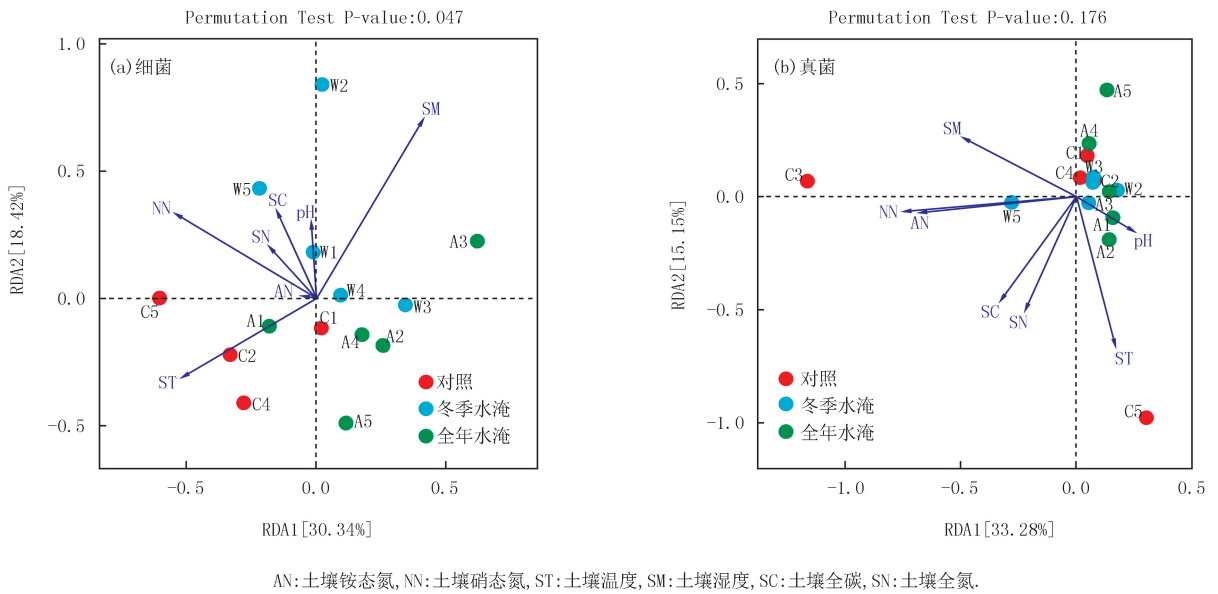 Permutation Test P-value:0.047
(a)细菌
1.0
0.5
0.0
-0.5
-0.5
0.0
0.5
RDA2[18.42%]
RDA1[30.34%]
W2
SM
W5
SC
NN
pH
SN
W1
A3
AN
W4
W3
C5
A1
C1
A4
A2
C2
ST
C4
A5
对照
冬季水淹
全年水淹
Permutation Test P-value:0.176
(b)真菌
0.5
0.0
-0.5
-1.0
-1.0
-0.5
0.0
0.5
RDA2[15.15%]
RDA1[33.28%]
A5
SM
A4
C1
W3
C3
C4
C2
W2
NN
AN
W5
A3
A1
pH
A2
SC
SN
ST
C5
对照
冬季水淹
全年水淹
AN:土壤铵态氮,NN:土壤硝态氮,ST:土壤温度,SM:土壤湿度,SC:土壤全碳,SN:土壤全氮.